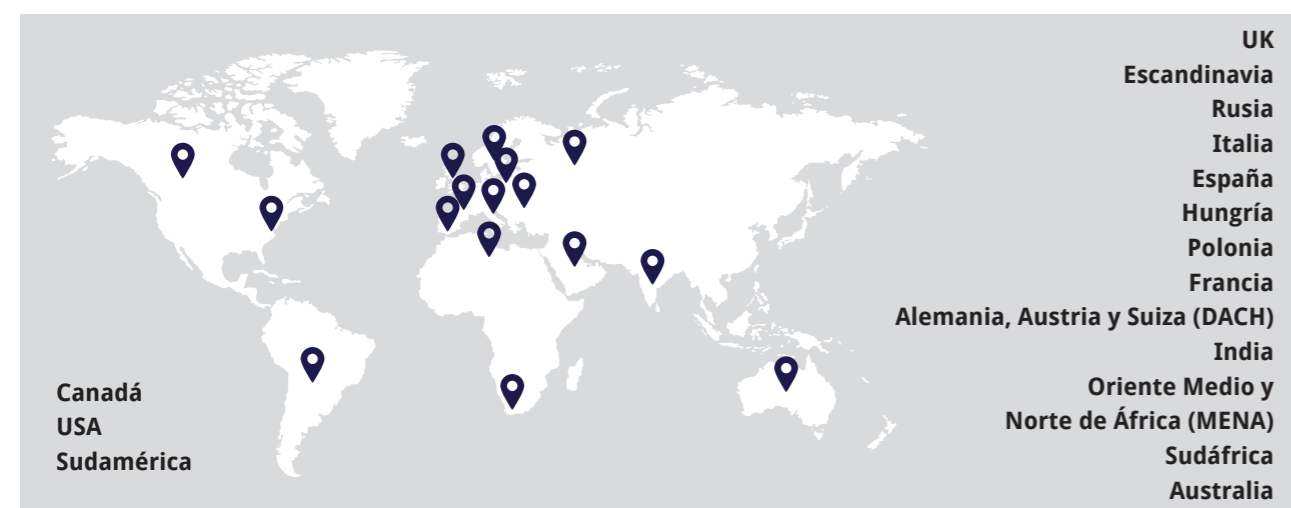 Canadá
USA
Sudamérica
UK
Escandinavia
Rusia
Italia
España
Hungría
Polonia
Francia
Alemania, Austria y Suiza (DACH)
India
Oriente Medio y
Norte de África (MENA)
Sudáfrica
Australia